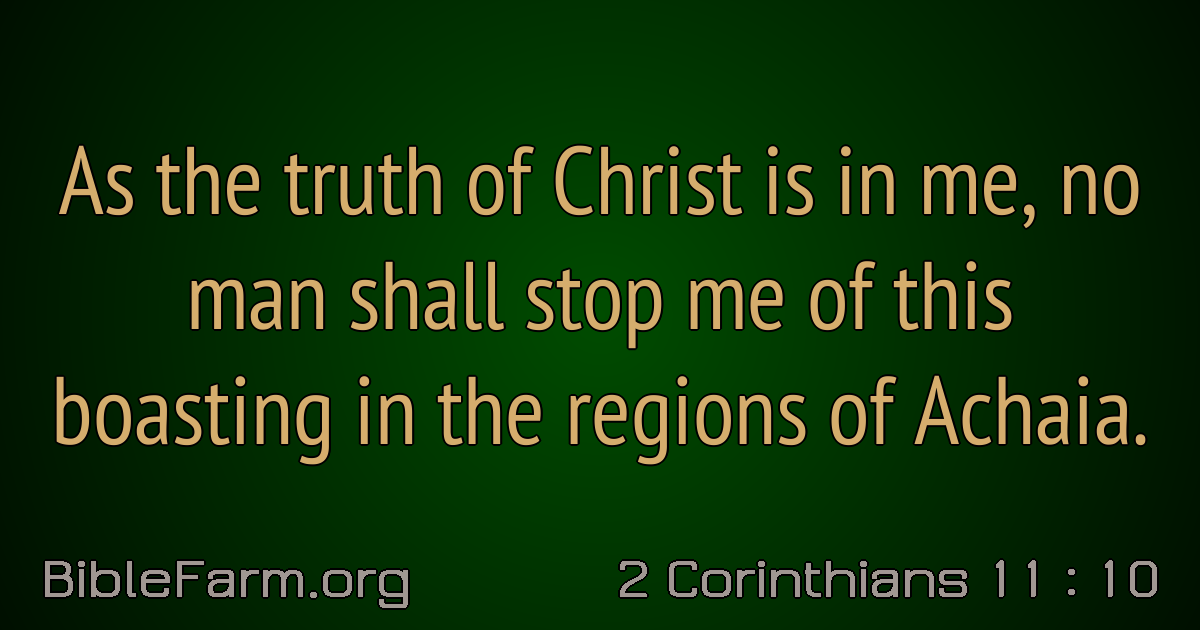 As the truth of Christ is in me, no
man shall stop me of this
boasting in the regions of Achaia.
BibleFarm.org
2 Corinthians 11 : 10